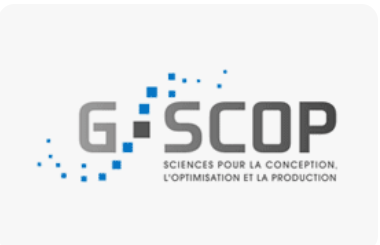 G-SCOP
SCIENCES POUR LA CONCEPTION,
L'OPTIMISATION ET LA PRODUCTION